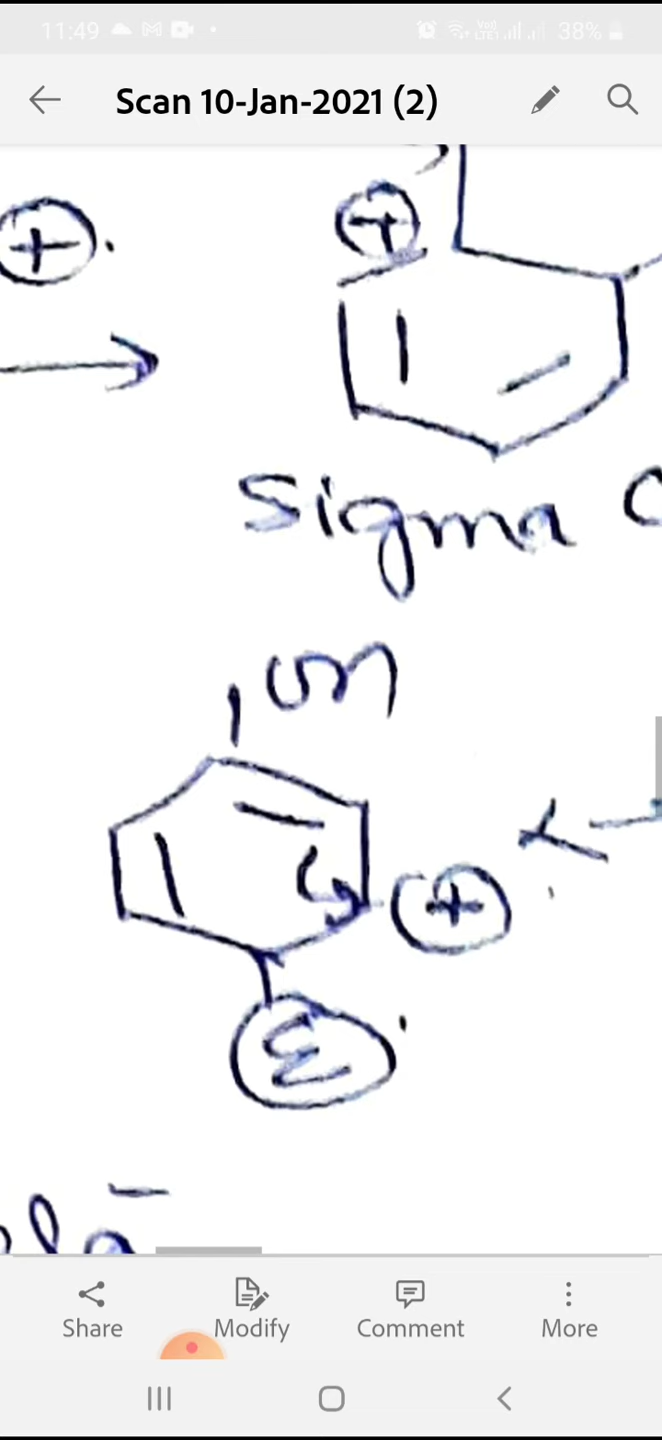 11:49 38%
Scan 10-Jan-2021 (2)
+
+
Sigma C
+
E
Share Modify Comment More